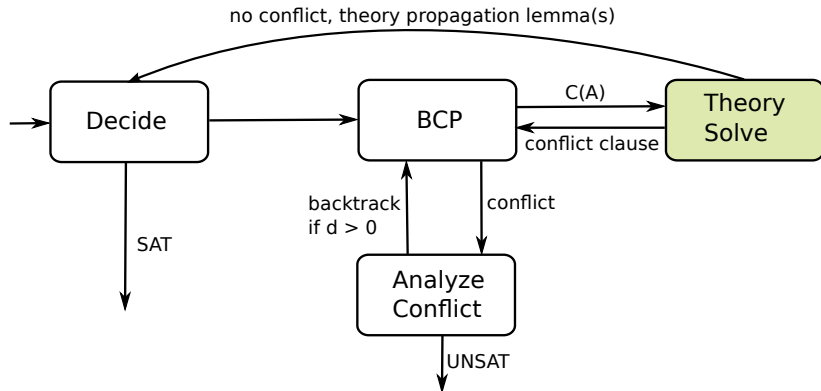 no conflict, theory propagation lemma(s)
Decide
BCP
C(A)
conflict clause
Theory
Solve
SAT
backtrack
if d > 0
conflict
Analyze
Conflict
UNSAT